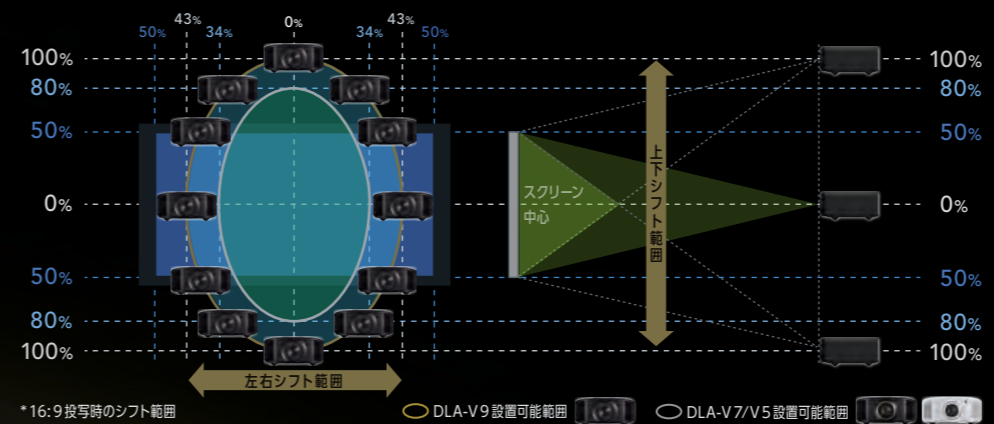 0%
43% 43%
50% 34% 34% 50%
100% 100%
80% 80%
50% 50%
0% 0%
50% 50%
80% 80%
100% 100%
スクリーン
中心
上下シフト範囲
左右シフト範囲
*16:9投写時のシフト範囲
DLA-V9設置可能範囲
DLA-V7/V5設置可能範囲